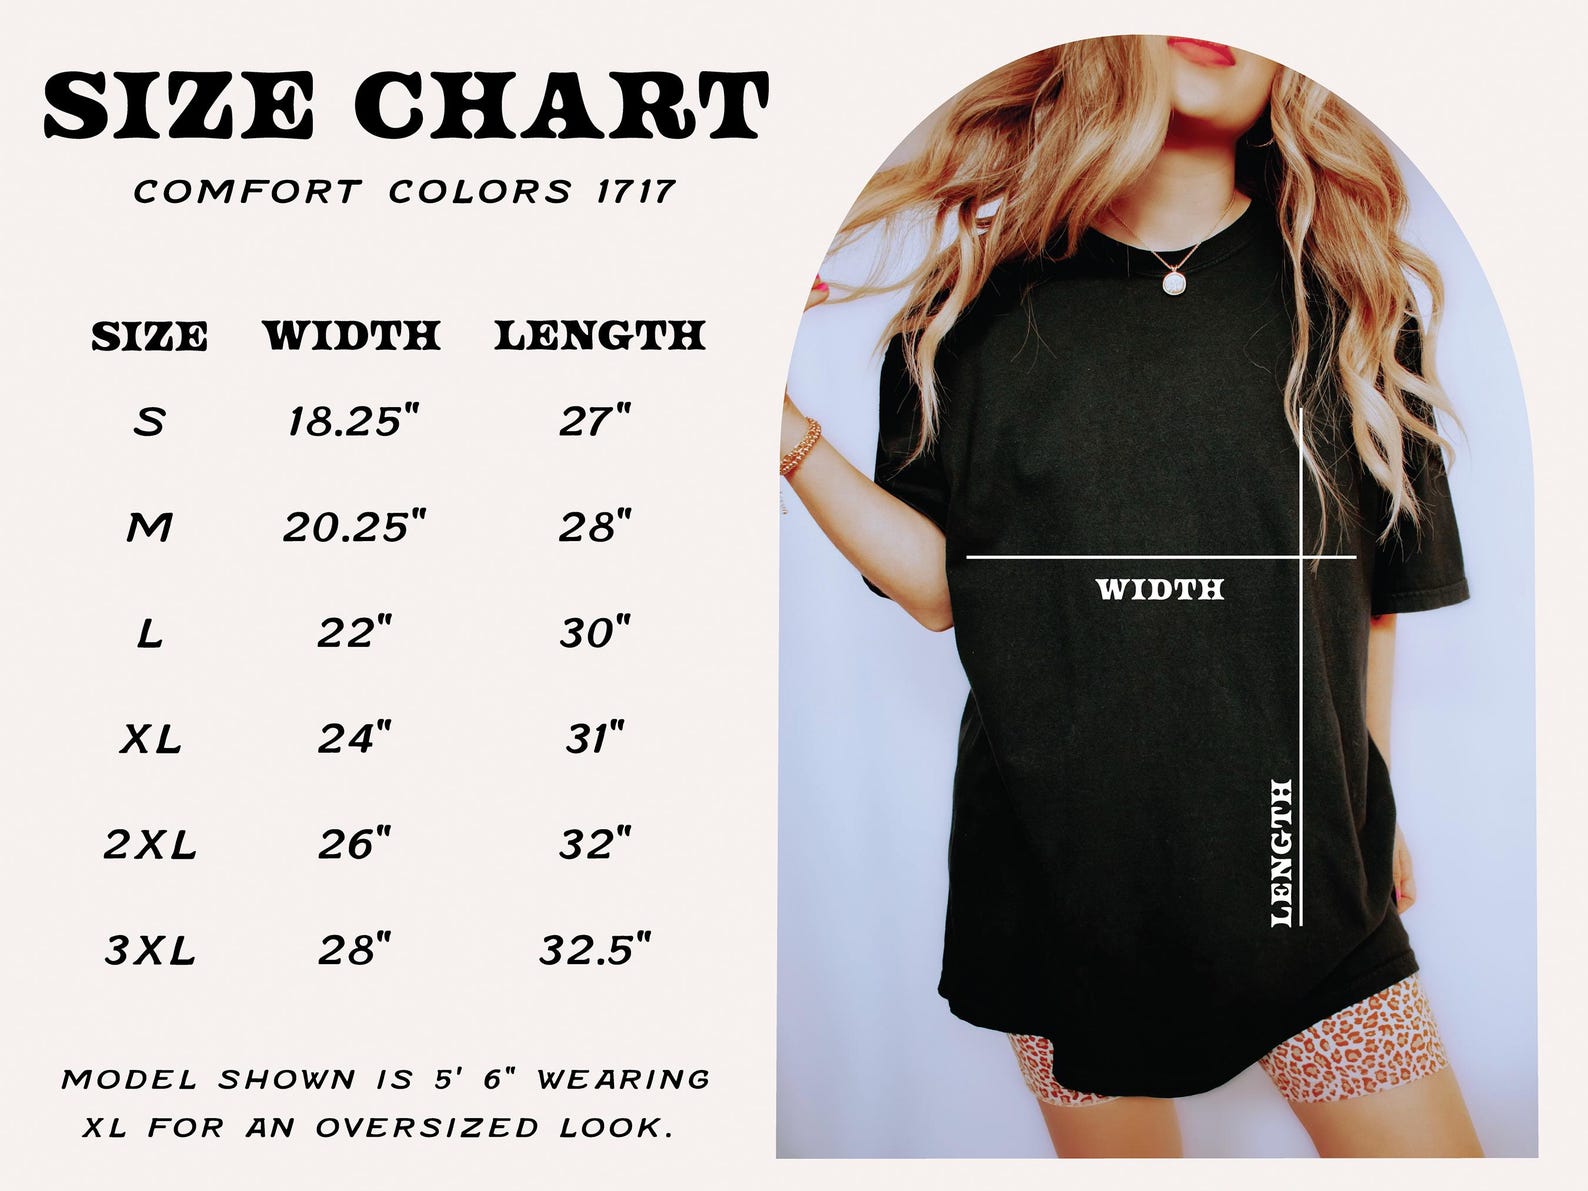 SIZE CHART
COMFORT COLORS 1717
SIZE WIDTH LENGTH
S 18.25" 27"
M 20.25" 28"
L 22" 30"
XL 24" 31"
2XL 26" 32"
3XL 28" 32.5"
MODEL SHOWN IS 5' 6" WEARING
XL FOR AN OVERSIZED LOOK.
WIDTH
LENGTH